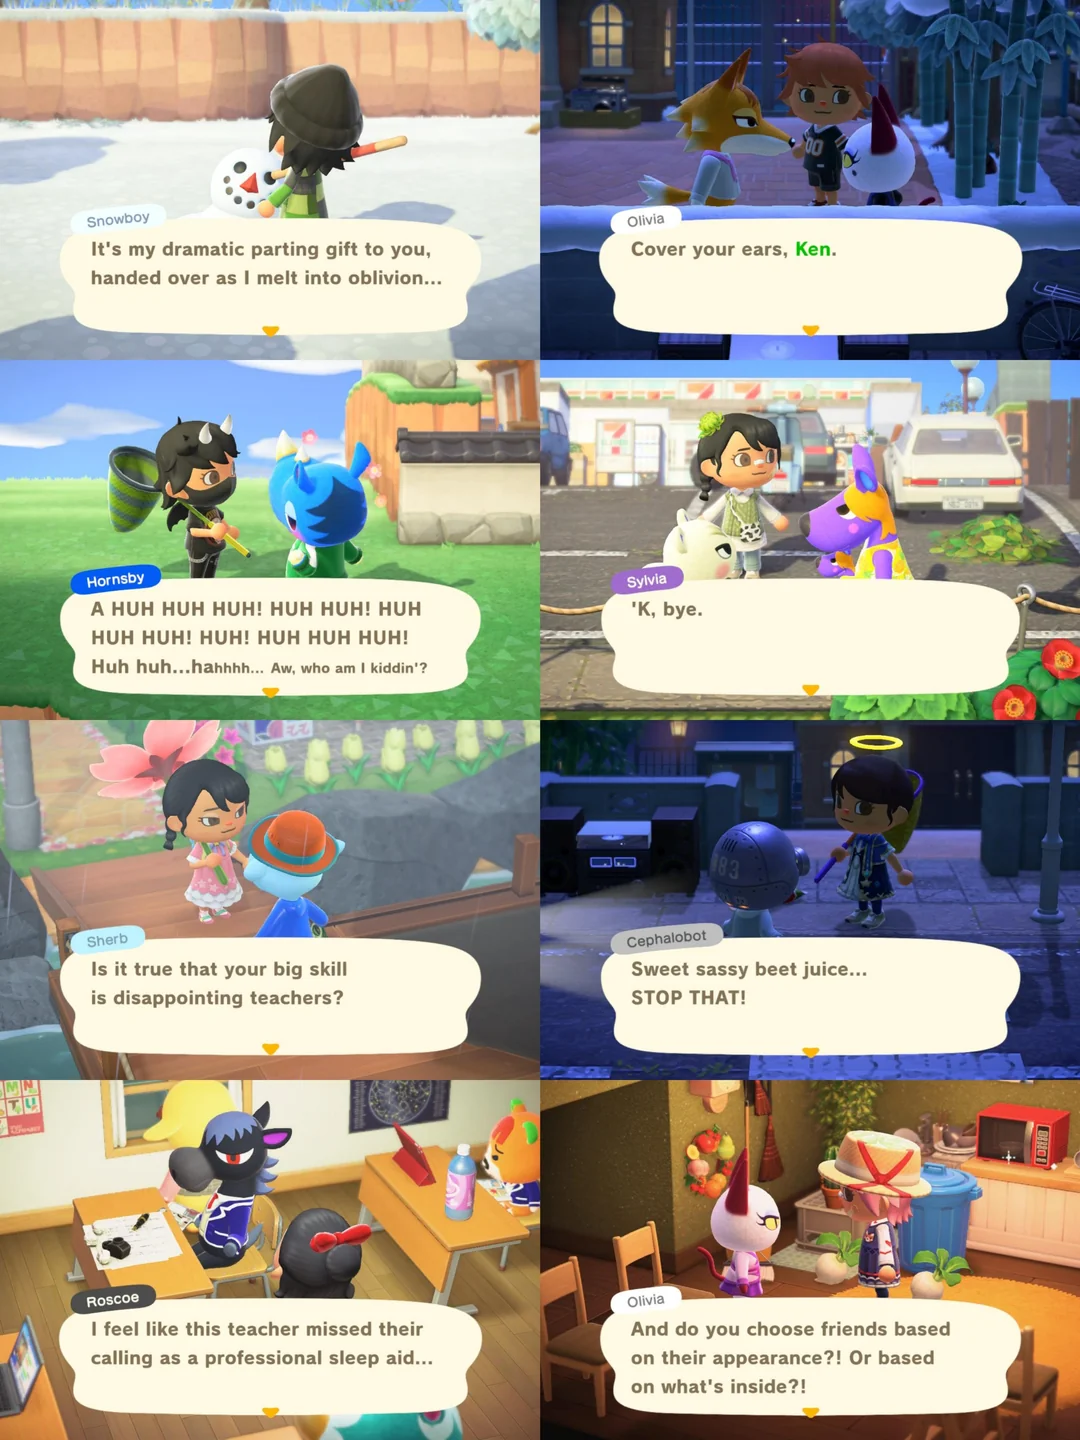 Snowboy
It's my dramatic parting gift to you,
handed over as I melt into oblivion...
00
Olivia
Cover your ears, Ken.
Hornsby
A HUH HUH HUH! HUH HUH! HUH
HUH HUH! HUH! HUH HUH HUH!
Huh huh...hahhhh... Aw, who am I kiddin'?
Sylvia
'K, bye.
Sherb
Is it true that your big skill
is disappointing teachers?
983
Cephalobot
Sweet sassy beet juice...
STOP THAT!
Roscoe
I feel like this teacher missed their
calling as a professional sleep aid...
Olivia
And do you choose friends based
on their appearance?! Or based
on what's inside?!